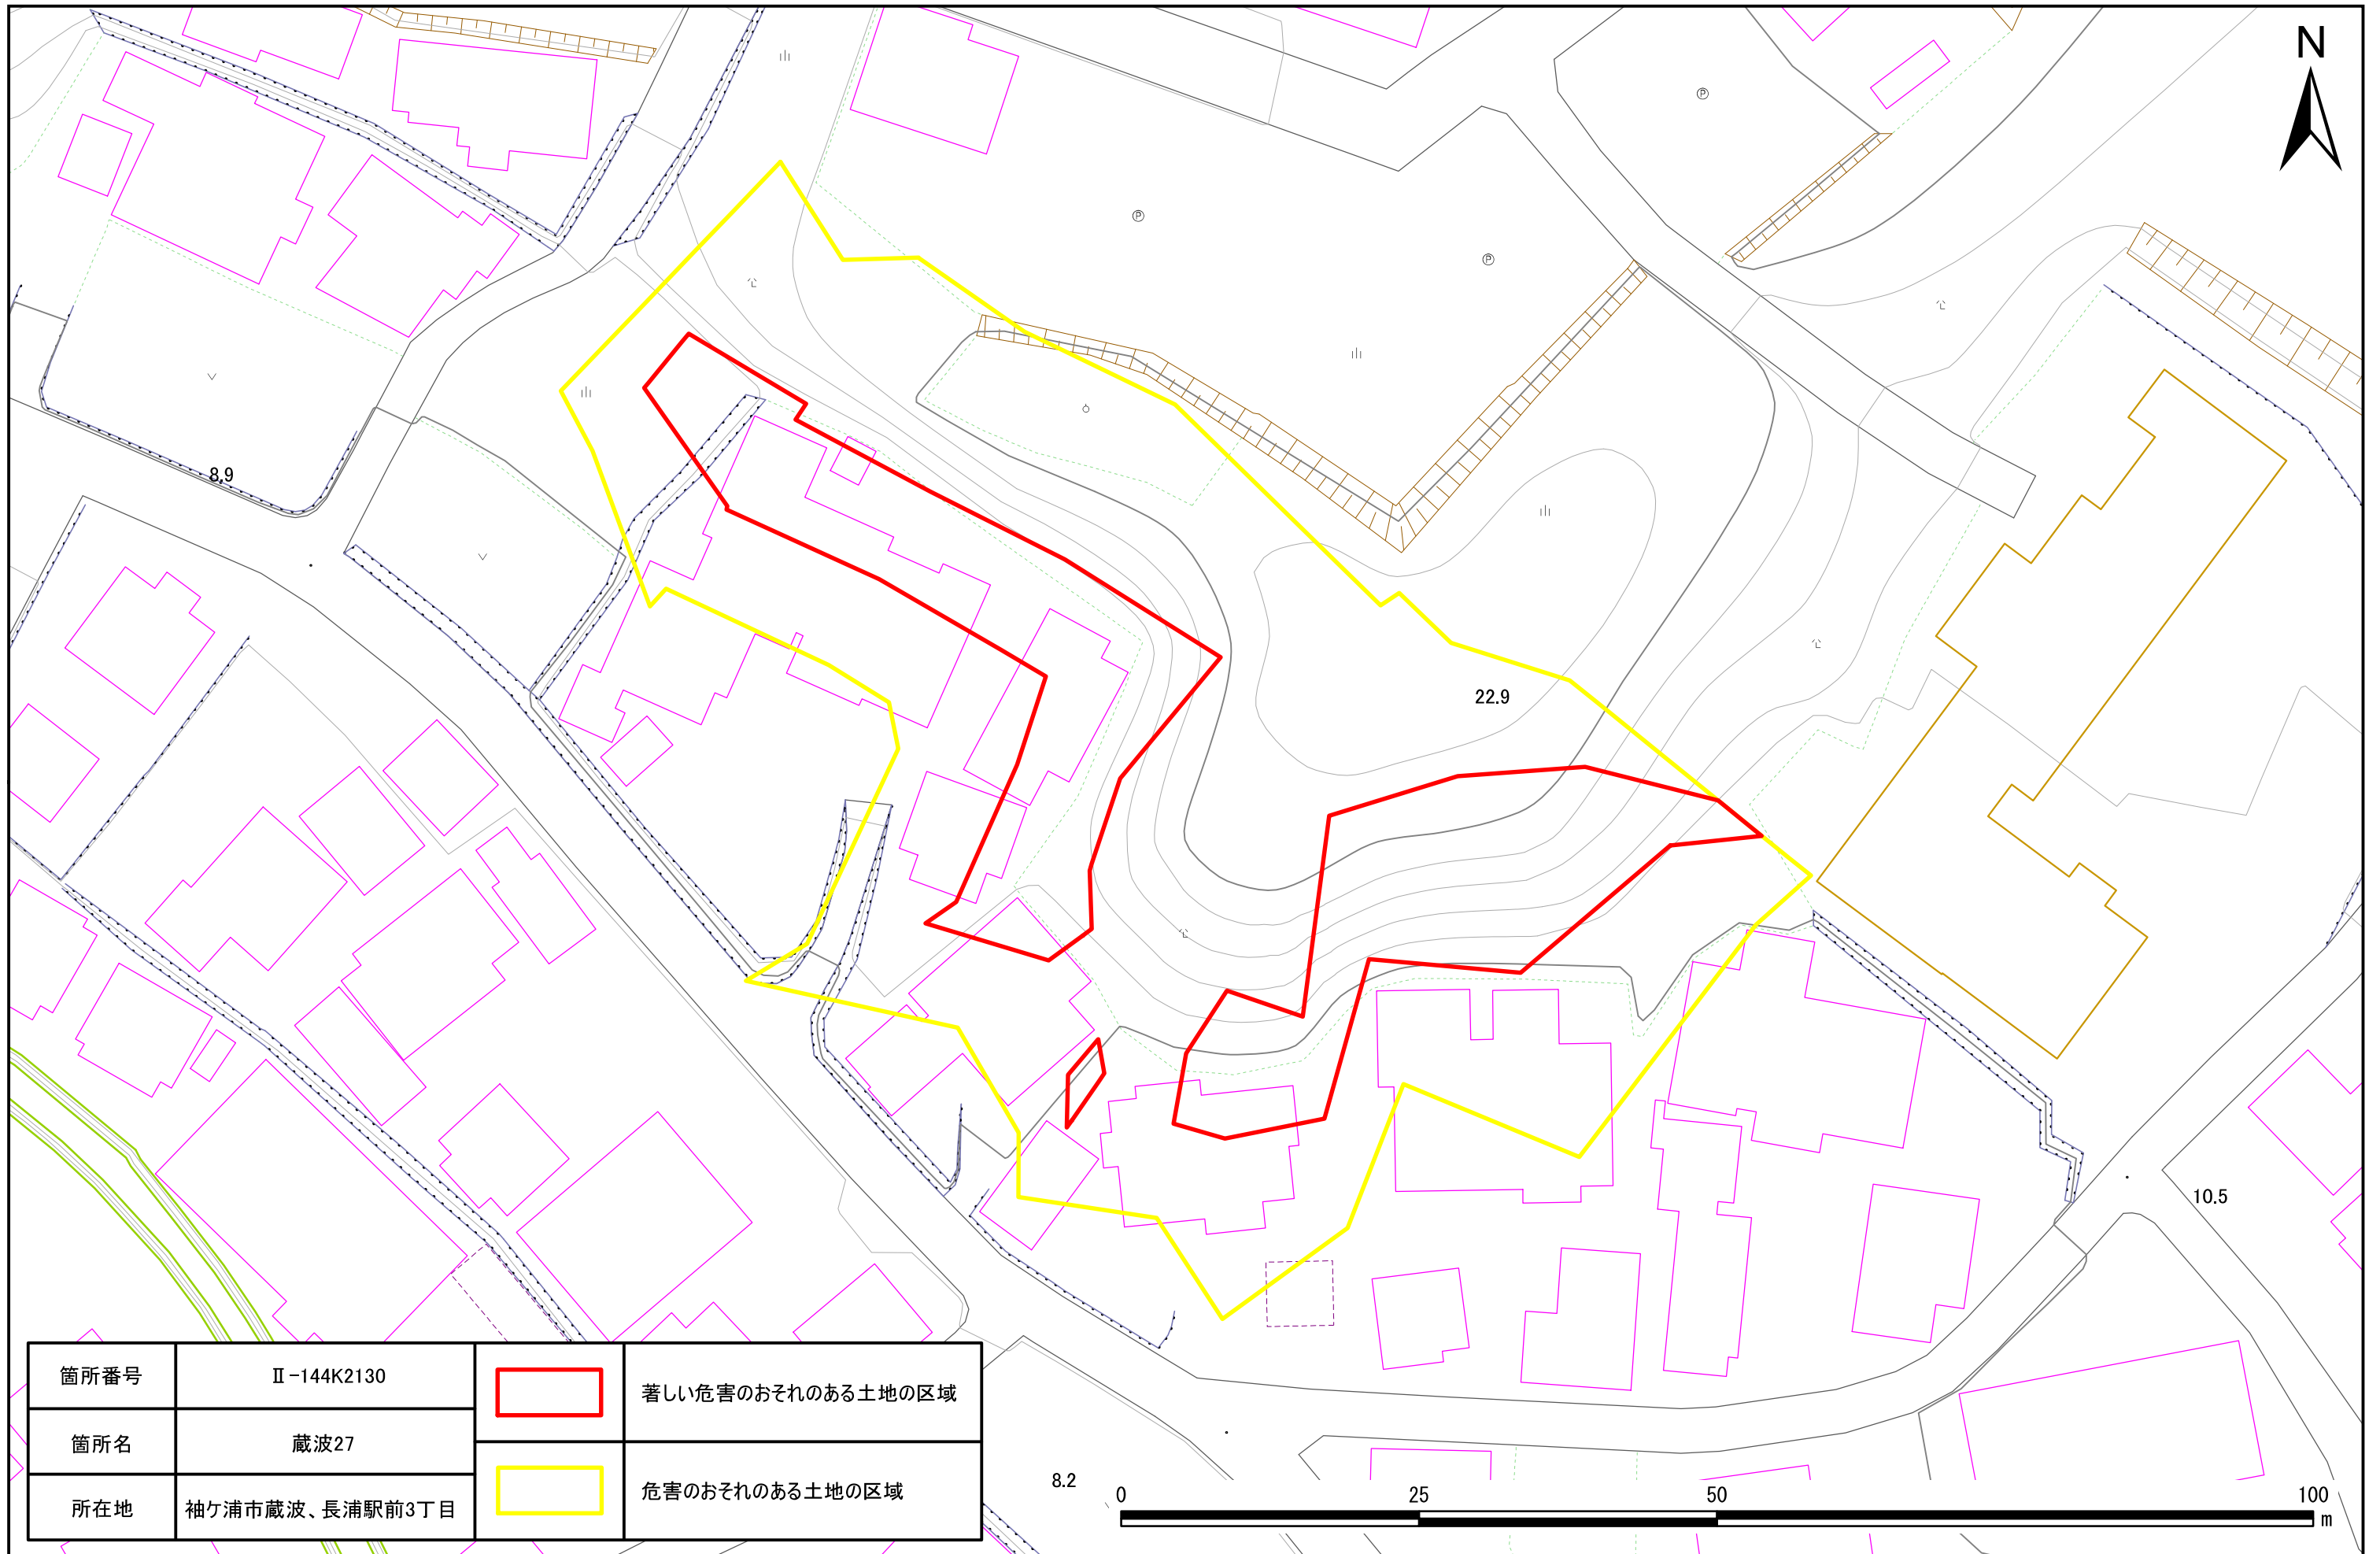 N
8.9
22.9
10.5
8.2
箇所番号 Ⅱ-144K2130
箇所名 蔵波27
所在地 袖ケ浦市蔵波、長浦駅前3丁目
著しい危害のおそれのある土地の区域
危害のおそれのある土地の区域
0 25 50 100
m